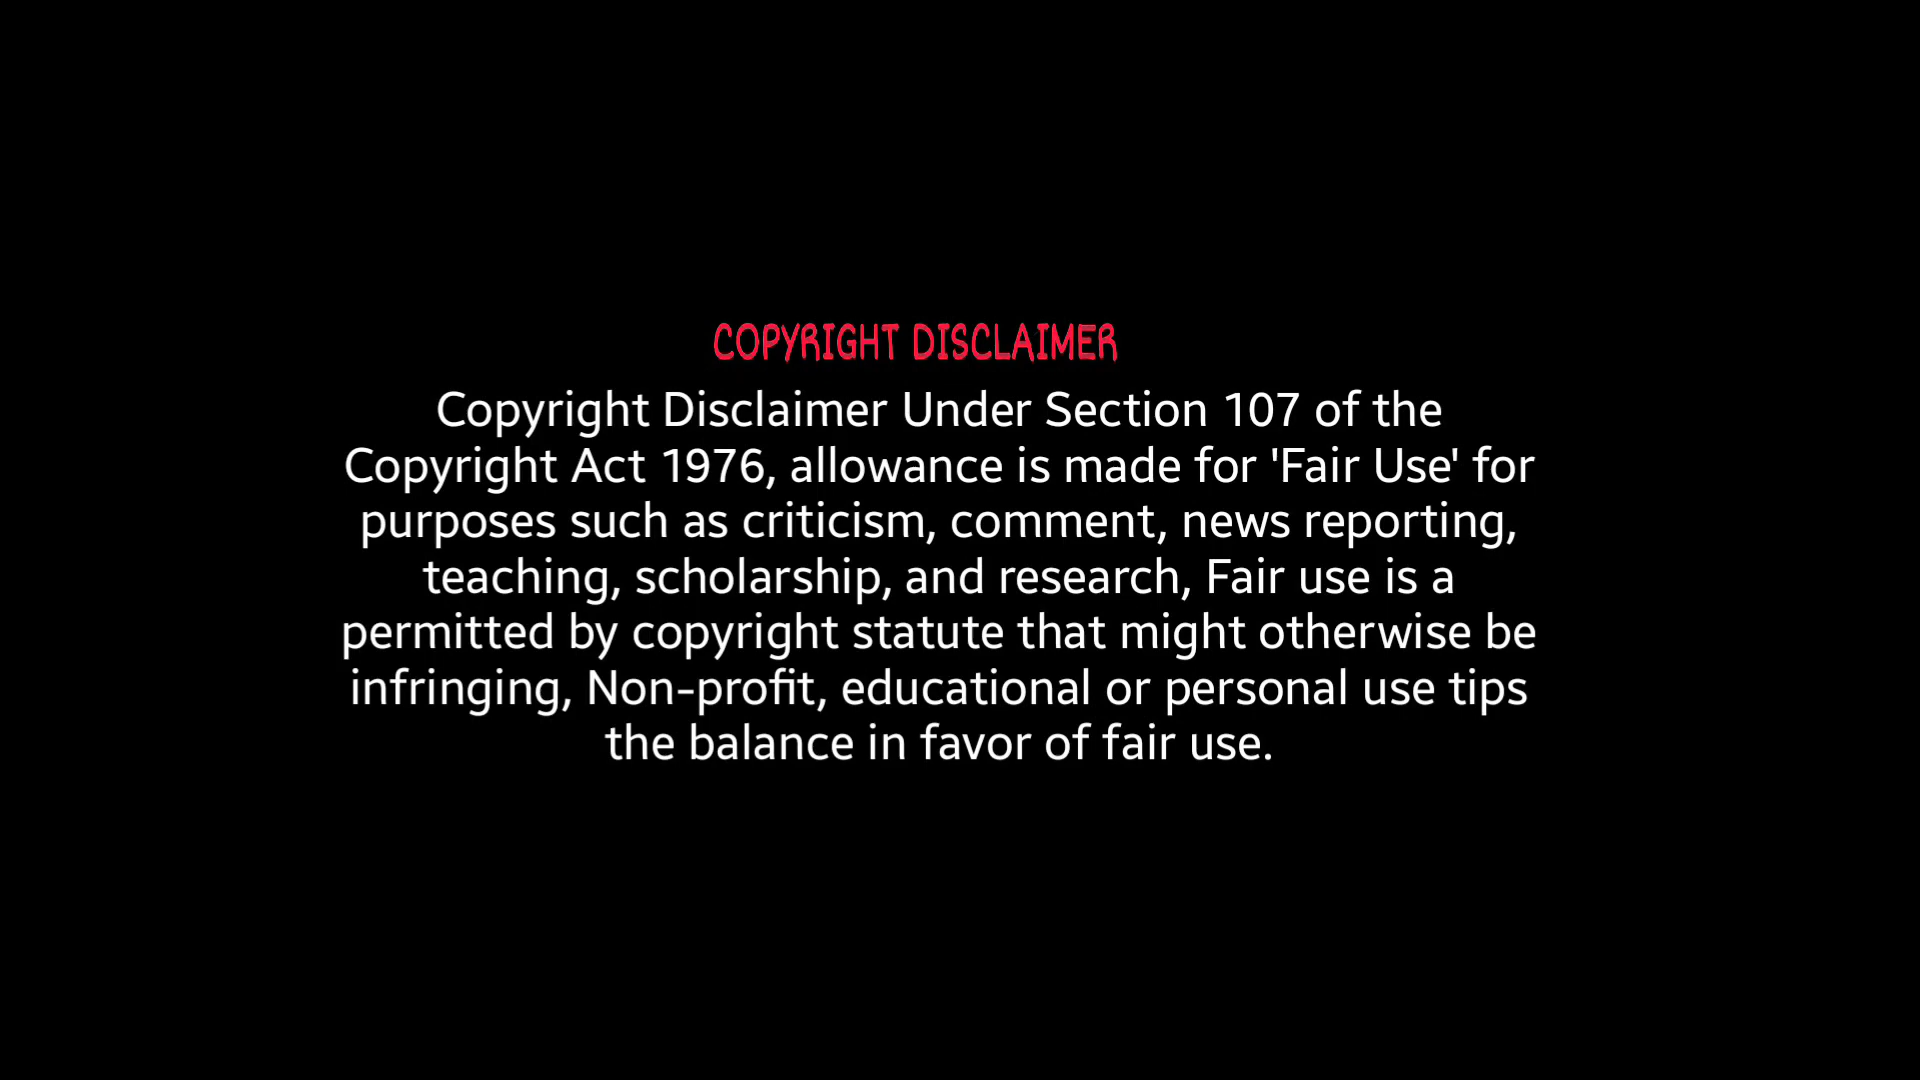 COPYRIGHT DISCLAIMER
Copyright Disclaimer Under Section 107 of the
Copyright Act 1976, allowance is made for 'Fair Use' for
purposes such as criticism, comment, news reporting,
teaching, scholarship, and research, Fair use is a
permitted by copyright statute that might otherwise be
infringing, Non-profit, educational or personal use tips
the balance in favor of fair use.